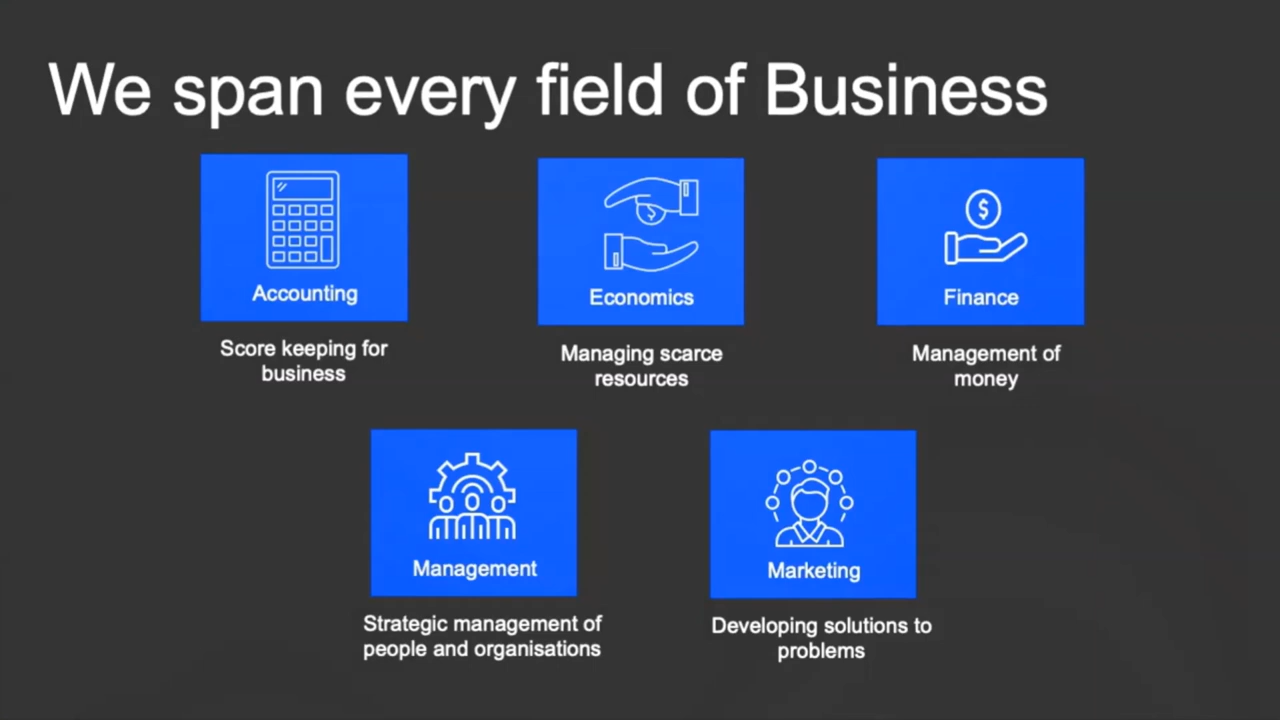 We span every field of Business
Accounting
Economics
Finance
Score keeping for
business
Managing scarce
resources
Management of
money
Management
Marketing
Strategic management of
people and organisations
Developing solutions to
problems